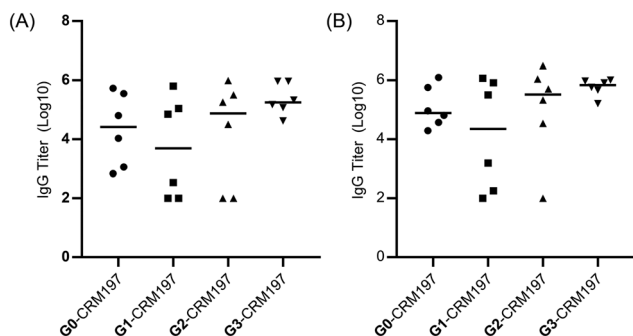 (A)
IgG Titer (Log10)
8
6
4
2
0
G0-CRM197
G1-CRM197
G2-CRM197
G3-CRM197
(B)
IgG Titer (Log10)
8
6
4
2
0
G0-CRM197
G1-CRM197
G2-CRM197
G3-CRM197